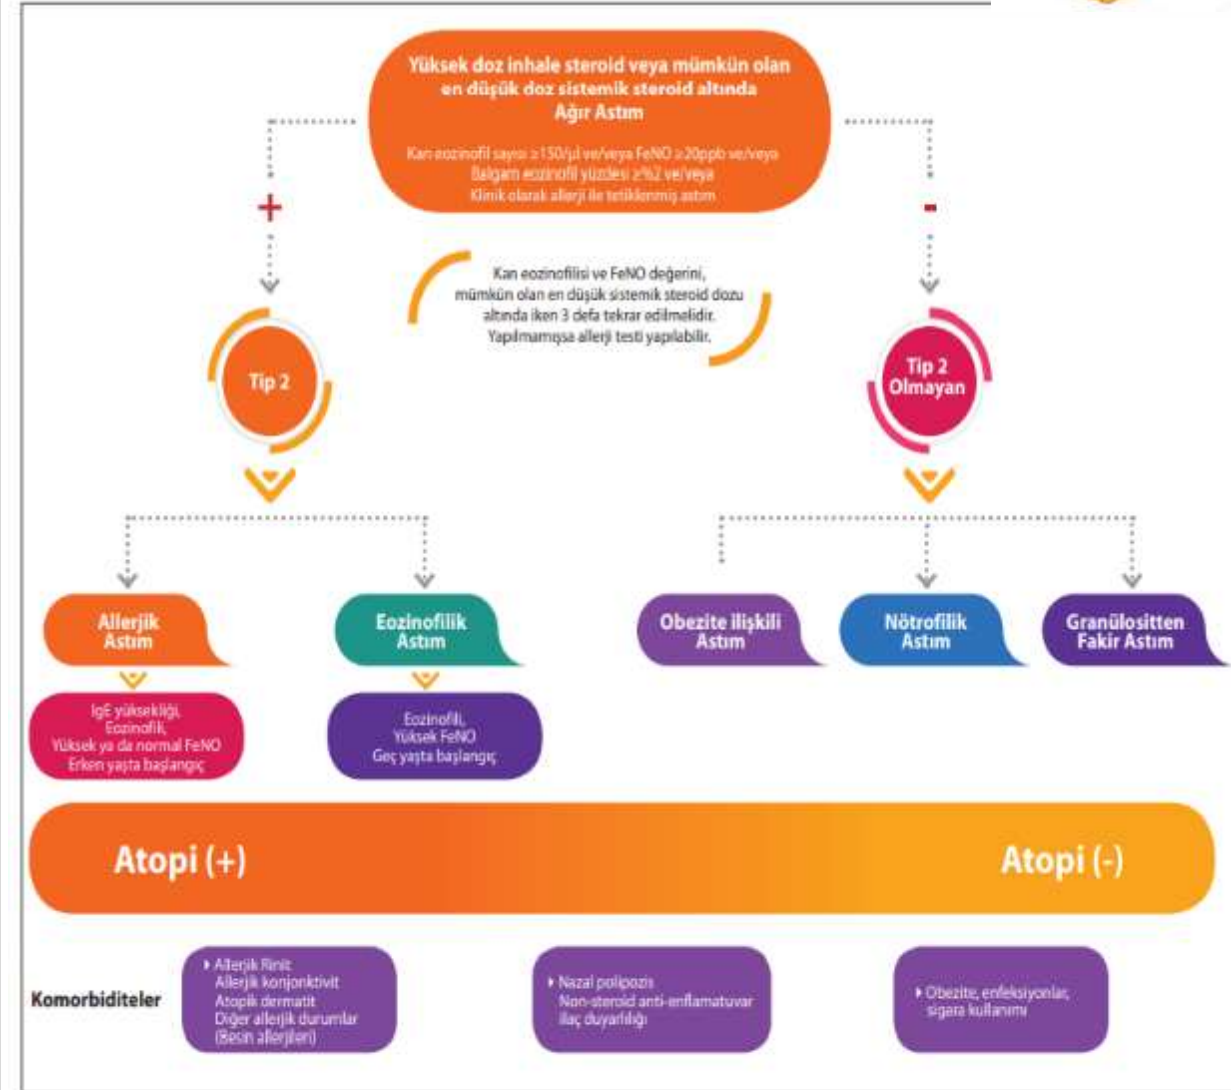 Yüksek doz inhale steroid veya mümkün olan
en düşük doz sistemik steroid altında
Ağır Astım
Kan eozinofil sayısı ≥150/µl ve/veya FeNO ≥20ppb ve/veya
Balgam eozinofil yüzdesi ≥%2 ve/veya
Klinik olarak allerji ile tetiklenmiş astım
+
-
Kan eozinofilisi ve FeNO değerini,
mümkün olan en düşük sistemik steroid dozu
altında iken 3 defa tekrar edilmelidir.
Yapılmamışsa allerji testi yapılabilir.
Tip 2
Tip 2
Olmayan
Allerjik
Astım
Eozinofilik
Astım
Obezite ilişkili
Astım
Nötrofilik
Astım
Granülositten
Fakir Astım
IgE yüksekliği,
Eozinofili,
Yüksek ya da normal FeNO
Erken yaşta başlangıç
Eozinofili,
Yüksek FeNO
Geç yaşta başlangıç
Atopi (+)
Atopi (-)
Komorbiditeler
Allerjik Rinit
Allerjik konjonktivit
Atopik dermatit
Diğer allerjik durumlar
(Besin allerjileri)
Nazal polipozis
Non-steroid anti-enflamatuvar
ilaç duyarlılığı
Obezite, enfeksiyonlar,
sigara kullanımı